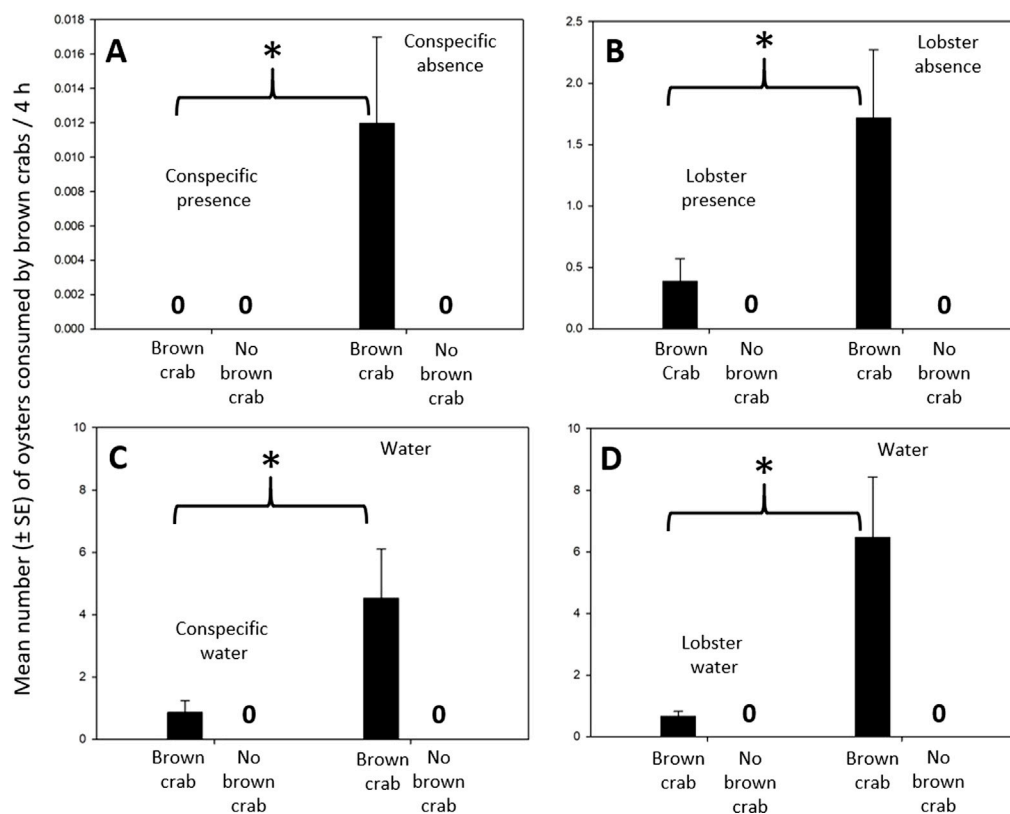 Mean number (± SE) of oysters consumed by brown crabs / 4 h
A
*
Conspecific
absence
Conspecific
presence
0.018
0.016
0.014
0.012
0.010
0.008
0.006
0.004
0.002
0.000
0 0 0
Brown
crab
No
brown
crab
Brown
crab
No
brown
crab
B
*
Lobster
absence
Lobster
presence
2.5
2.0
1.5
1.0
0.5
0.0
0 0
Brown
Crab
No
brown
crab
Brown
crab
No
brown
crab
C
*
Water
Conspecific
water
10
8
6
4
2
0
0 0
Brown
crab
No
brown
crab
Brown
crab
No
brown
crab
D
*
Water
Lobster
water
10
8
6
4
2
0
0 0
Brown
crab
No
brown
crab
Brown
crab
No
brown
crab